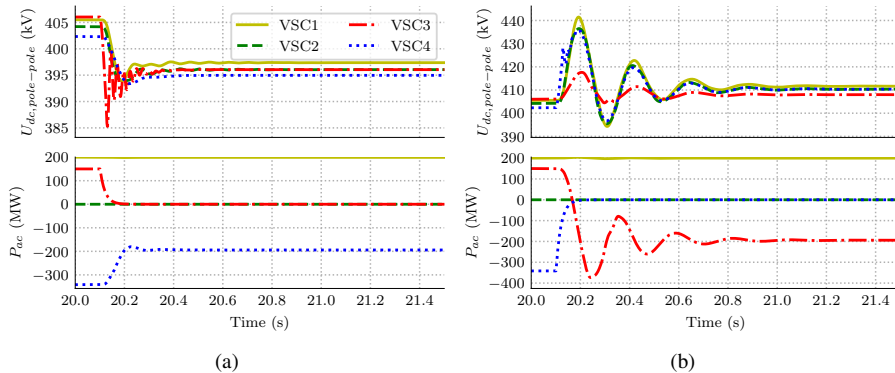 405
400
395
390
385
U_{dc,pole-pole} (kV)
VSC1
VSC2
VSC3
VSC4
200
100
0
−100
−200
−300
P_{ac} (MW)
20.0 20.2 20.4 20.6 20.8 21.0 21.2 21.4
Time (s)
(a)
440
430
420
410
400
390
U_{dc,pole-pole} (kV)
200
100
0
−100
−200
−300
−400
P_{ac} (MW)
20.0 20.2 20.4 20.6 20.8 21.0 21.2 21.4
Time (s)
(b)